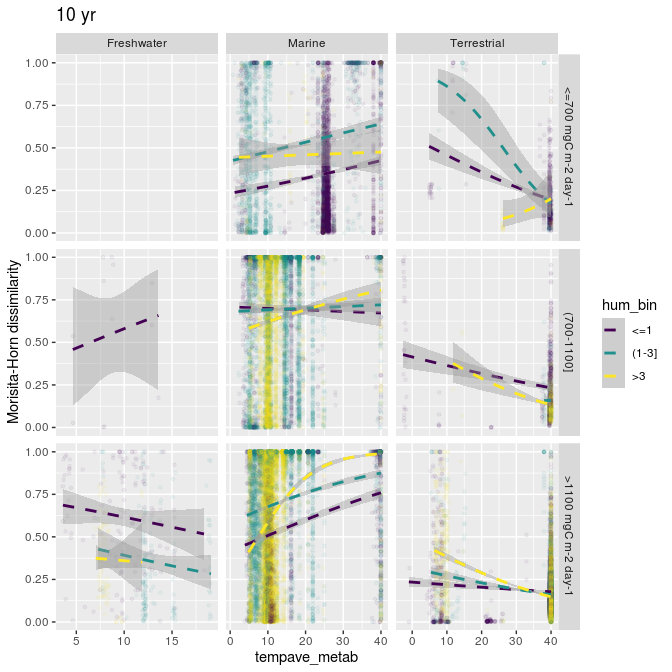 10 yr
Freshwater Marine Terrestrial
1.00
0.75
0.50
0.25
0.00
<=700 mgC m-2 day-1
1.00
0.75
0.50
0.25
0.00
(700-1100]
1.00
0.75
0.50
0.25
0.00
>1100 mgC m-2 day-1
Morisita-Horn dissimilarity
5 10 15 0 10 20 30 40 0 10 20 30 40
tempave_metab
hum_bin
<=1
(1-3]
>3